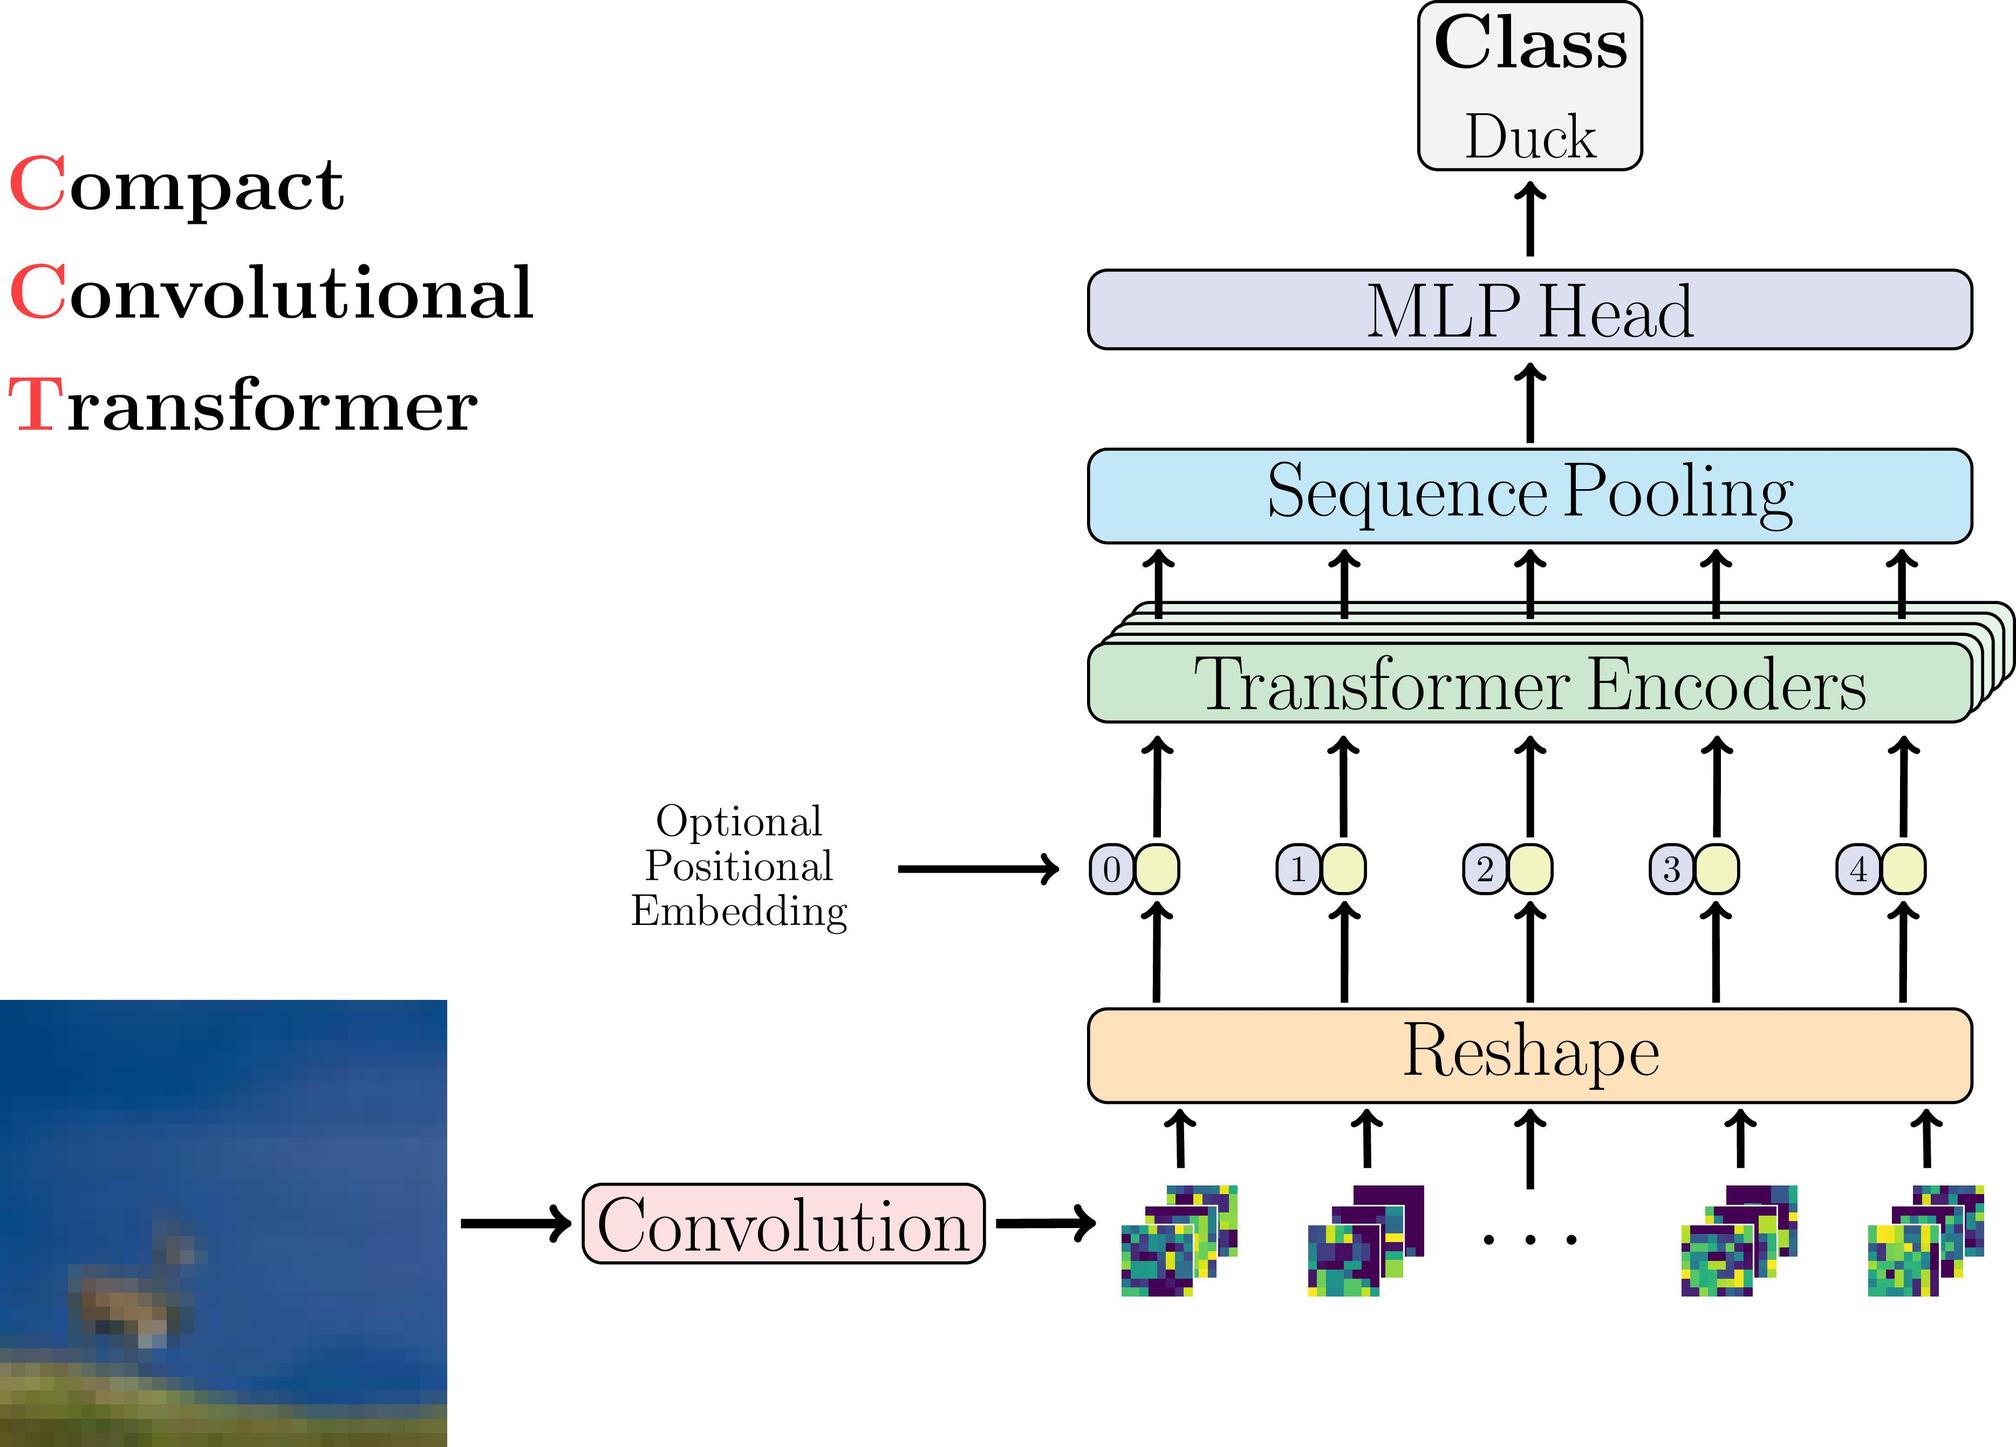 Class
Duck
Compact
Convolutional
Transformer
MLP Head
Sequence Pooling
Transformer Encoders
Optional
Positional
Embedding
0 1 2 3 4
Reshape
Convolution
. . .